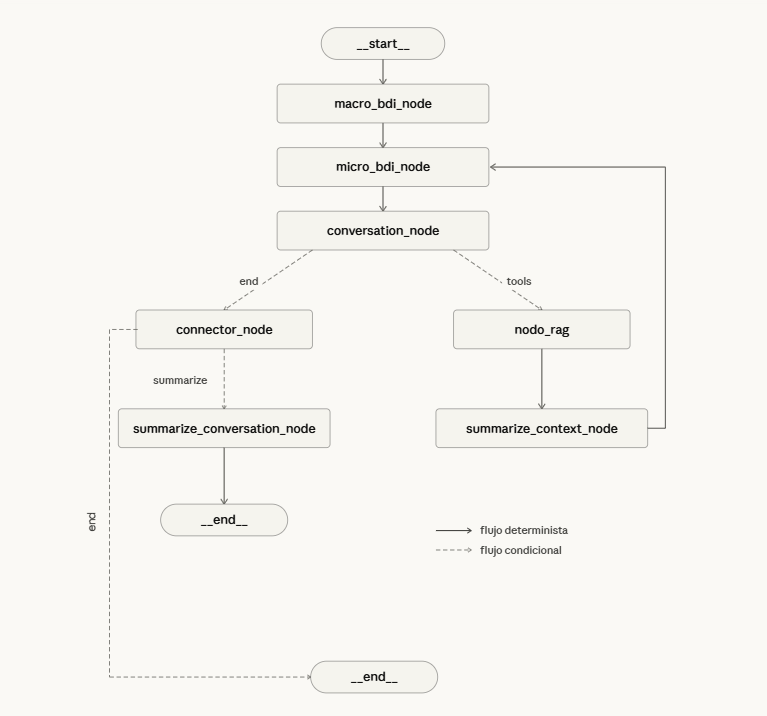 __start__
macro_bdi_node
micro_bdi_node
conversation_node
end
tools
connector_node
nodo_rag
summarize
summarize_conversation_node
summarize_context_node
__end__
end
flujo determinista
flujo condicional
__end__